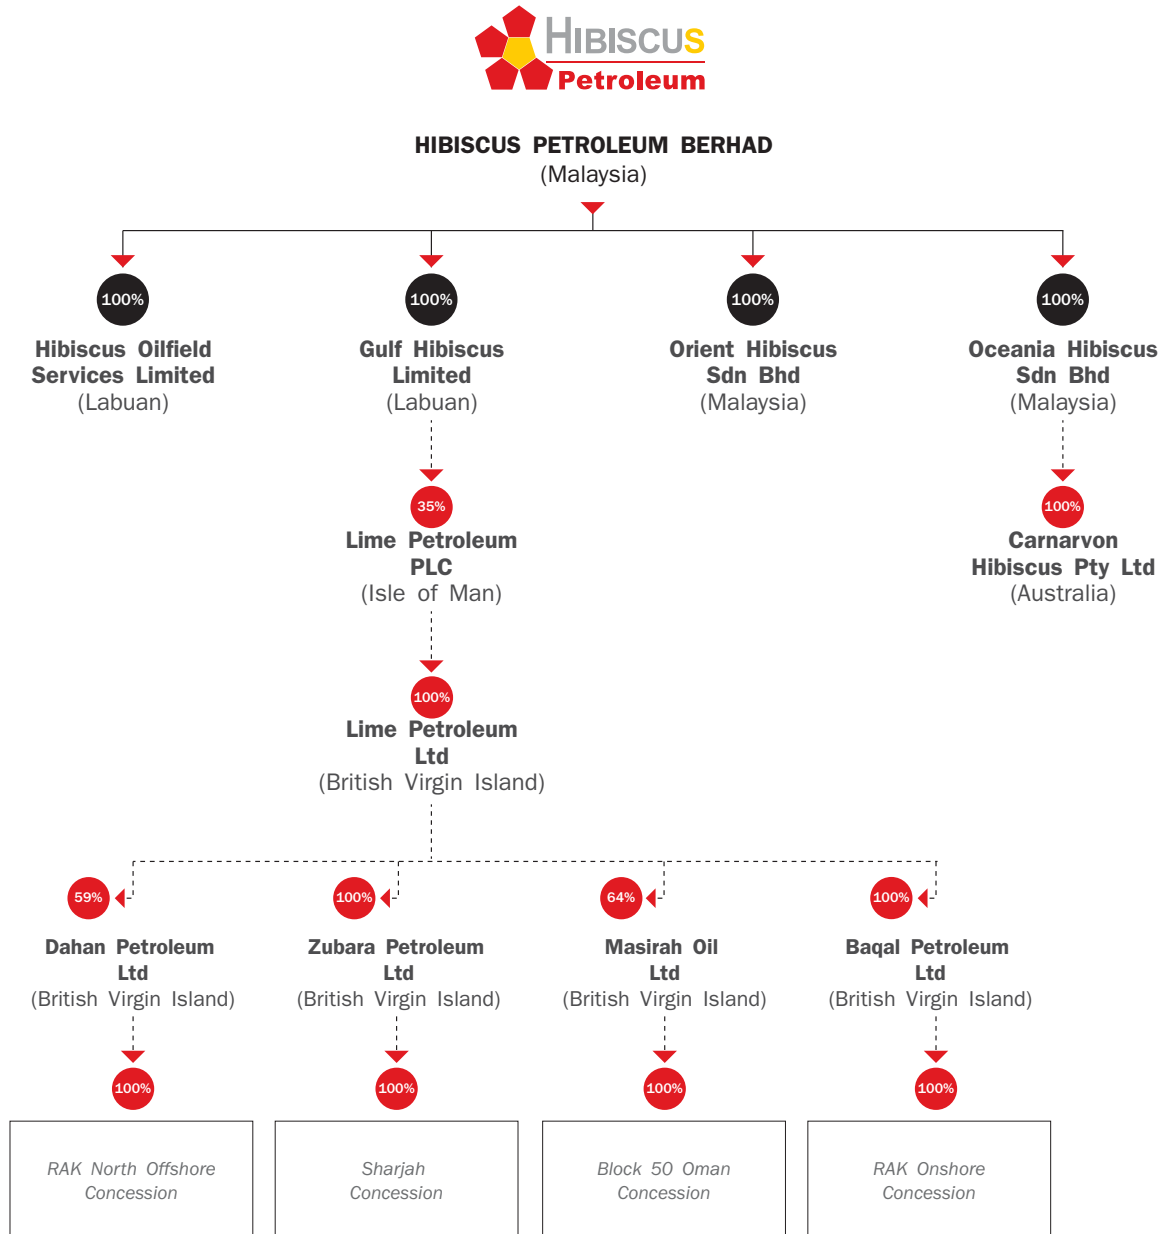 HIBISCUS
Petroleum
HIBISCUS PETROLEUM BERHAD
(Malaysia)
100%
100%
100%
100%
Hibiscus Oilfield
Services Limited
(Labuan)
Gulf Hibiscus
Limited
(Labuan)
Orient Hibiscus
Sdn Bhd
(Malaysia)
Oceania Hibiscus
Sdn Bhd
(Malaysia)
35%
Lime Petroleum
PLC
(Isle of Man)
100%
Carnarvon
Hibiscus Pty Ltd
(Australia)
100%
Lime Petroleum
Ltd
(British Virgin Island)
59%
100%
64%
100%
Dahan Petroleum
Ltd
(British Virgin Island)
Zubara Petroleum
Ltd
(British Virgin Island)
Masirah Oil
Ltd
(British Virgin Island)
Baqal Petroleum
Ltd
(British Virgin Island)
100%
100%
100%
100%
RAK North Offshore
Concession
Sharjah
Concession
Block 50 Oman
Concession
RAK Onshore
Concession